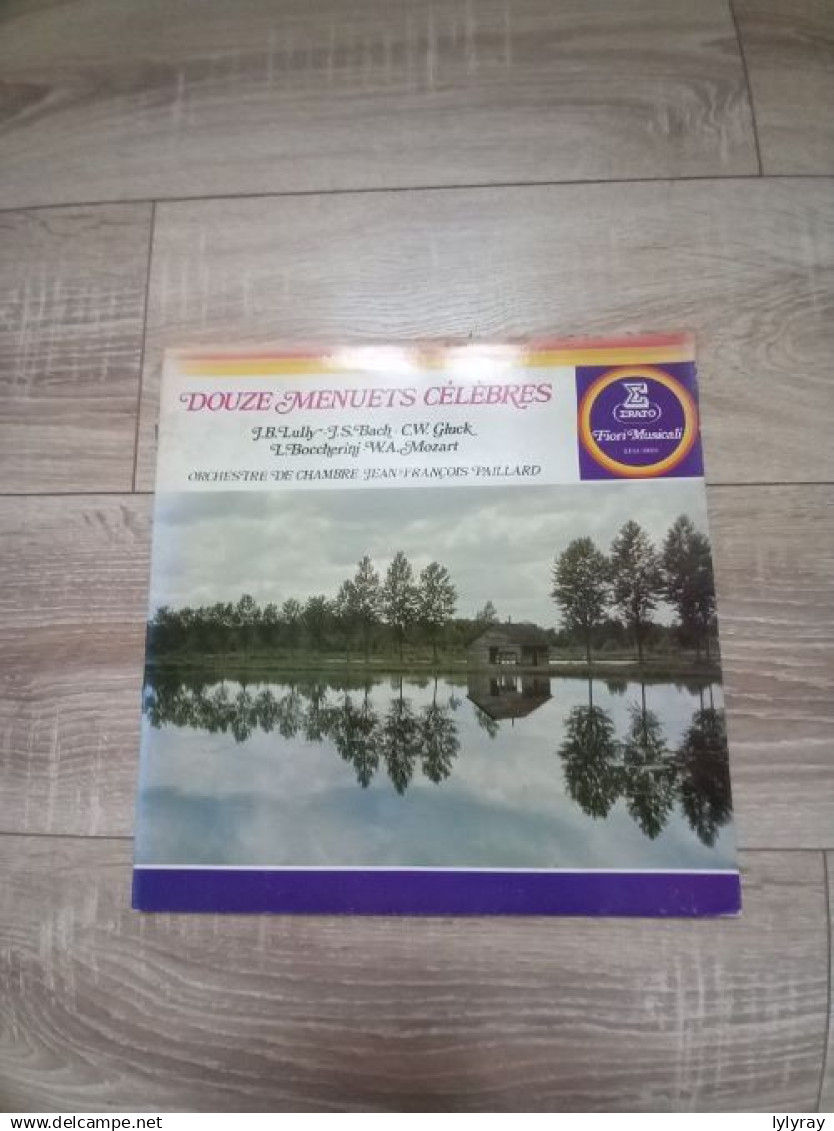 DOUZE MENUETS CÉLÈBRES
J.B. Lully - J.S. Bach - C.W. Gluck
L. Boccherini W.A. Mozart
ORCHESTRE DE CHAMBRE JEAN-FRANÇOIS PAILLARD
ERATO
Fiori Musicali
delcampe.net
lylyray